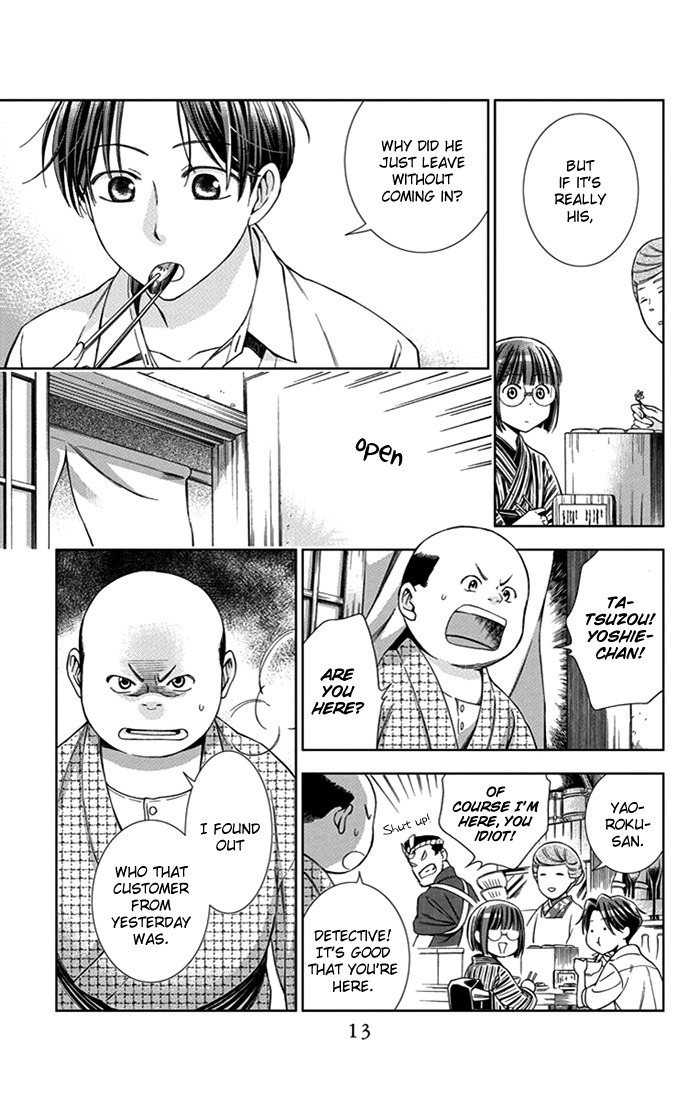 BUT
IF IT'S
REALLY
HIS,
WHY DID HE
JUST LEAVE
WITHOUT
COMING IN?
open
TA-
TSUZOU!
YOSHIE-
CHAN!
ARE
YOU
HERE?
YAO-
ROKU-
SAN.
OF
COURSE I'M
HERE, YOU
IDIOT!
Shut up!
DETECTIVE!
IT'S GOOD
THAT YOU'RE
HERE.
I FOUND
OUT
WHO THAT
CUSTOMER
FROM
YESTERDAY
WAS.
13